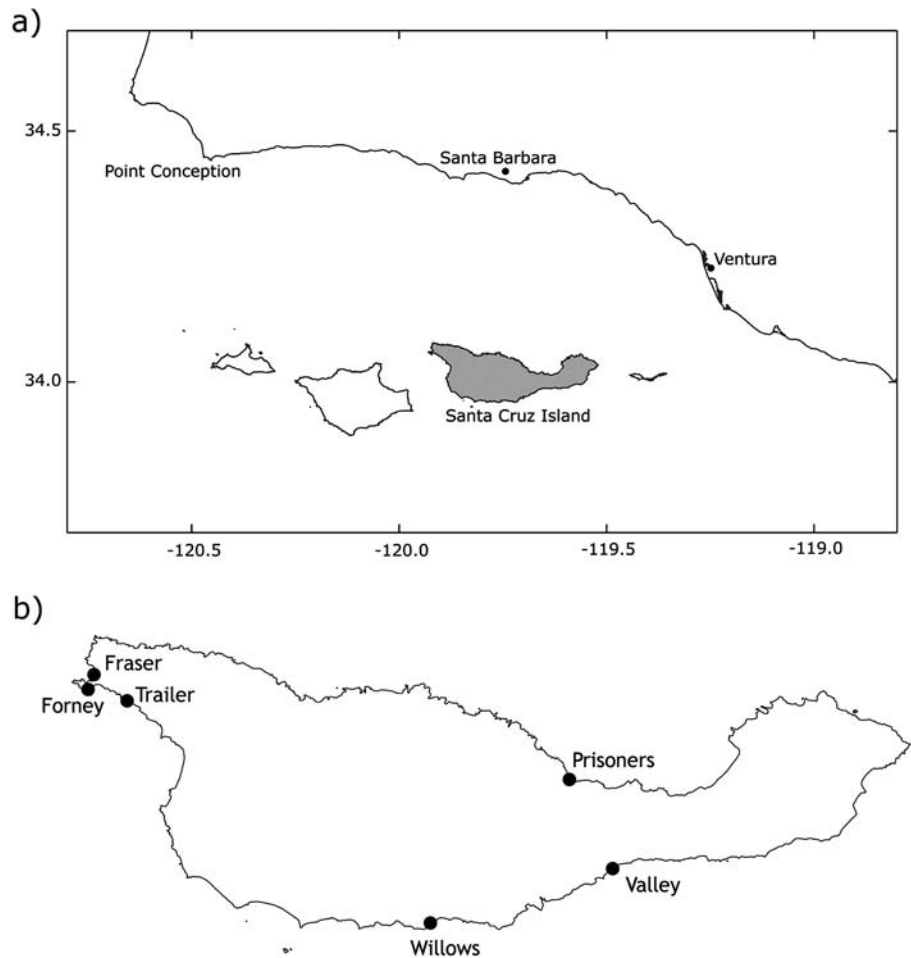 a)
34.5
Santa Barbara
Point Conception
Ventura
34.0
Santa Cruz Island
-120.5
-120.0
-119.5
-119.0
b)
Fraser
Forney
Trailer
Prisoners
Valley
Willows